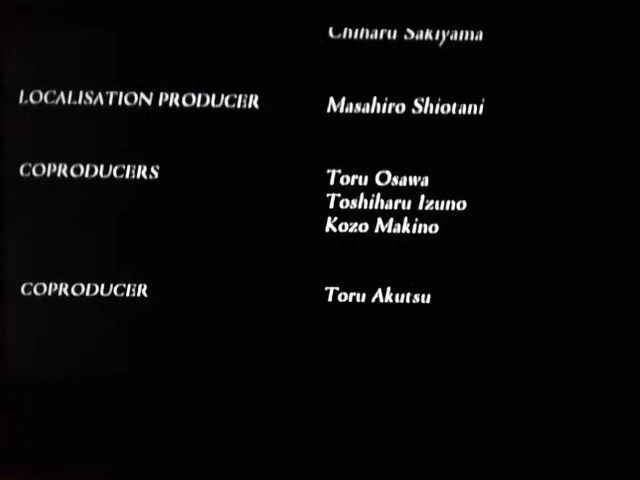 Chiharu Sakiyama
LOCALISATION PRODUCER Masahiro Shiotani
COPRODUCERS Toru Osawa
Toshiharu Izuno
Kozo Makino
COPRODUCER Toru Akutsu